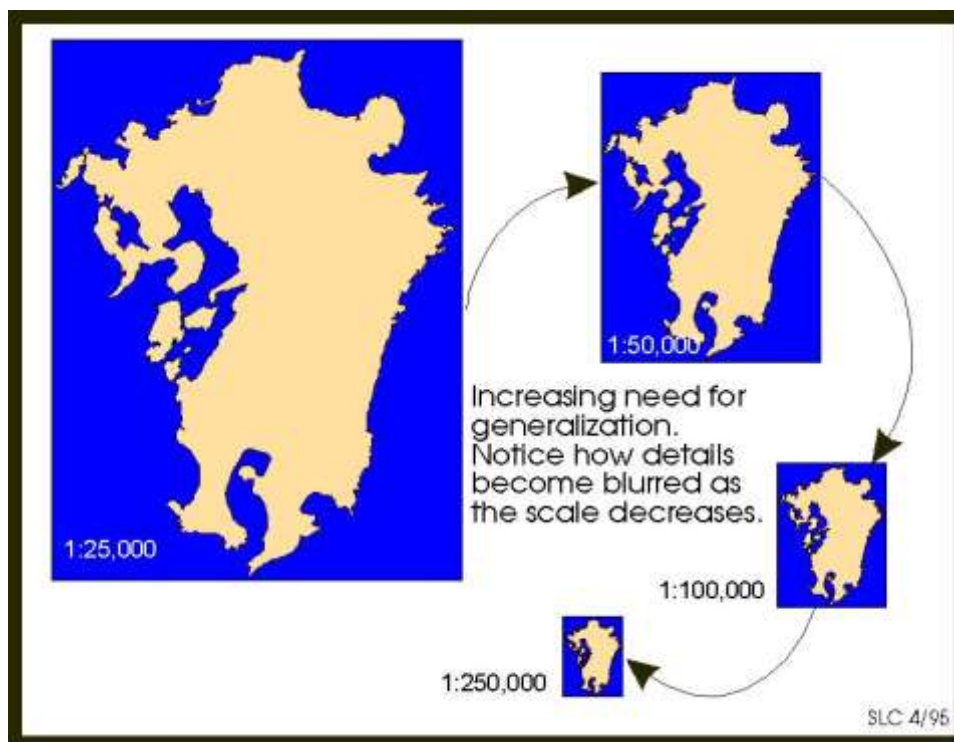 1:25,000
1:50,000
Increasing need for
generalization.
Notice how details
become blurred as
the scale decreases.
1:100,000
1:250,000
SLC 4/95